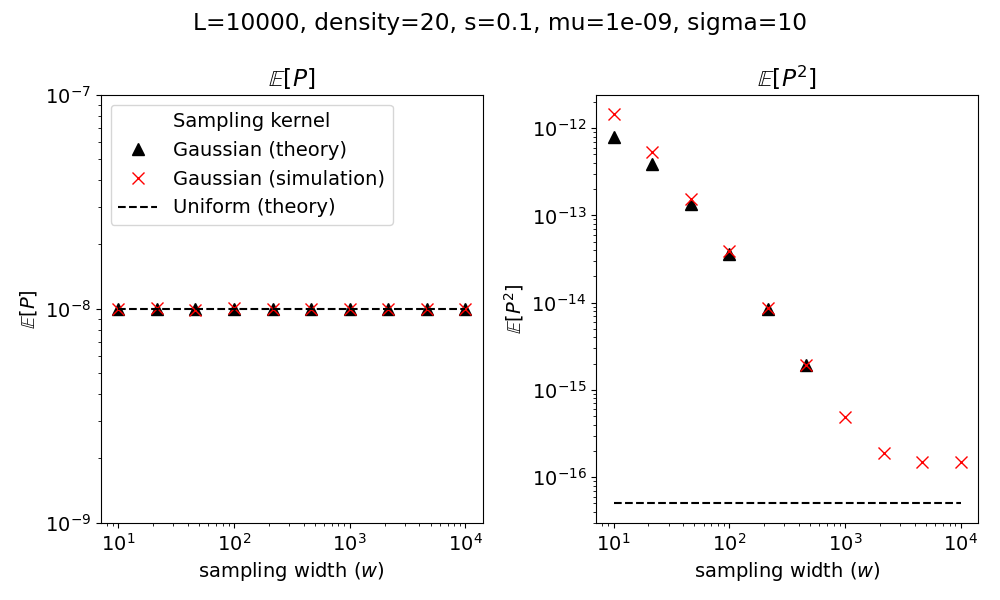 L=10000, density=20, s=0.1, mu=1e-09, sigma=10
𝔼[P]
10⁻⁷
10⁻⁸
10⁻⁹
𝔼[P]
Sampling kernel
Gaussian (theory)
Gaussian (simulation)
Uniform (theory)
10¹ 10² 10³ 10⁴
sampling width (w)
𝔼[P²]
10⁻¹²
10⁻¹³
10⁻¹⁴
10⁻¹⁵
10⁻¹⁶
𝔼[P²]
10¹ 10² 10³ 10⁴
sampling width (w)